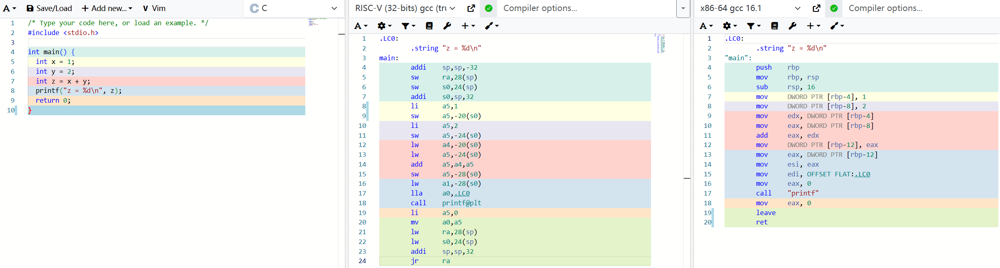 A Save/Load + Add new... V Vim C C
1 /* Type your code here, or load an example. */
2 #include <stdio.h>
3
4 int main() {
5 int x = 1;
6 int y = 2;
7 int z = x + y;
8 printf("z = %d\n", z);
9 return 0;
10 }
RISC-V (32-bits) gcc (tru Compiler options...
A
1 .LC0:
2 .string "z = %d\n"
3 main:
4 addi sp,sp,-32
5 sw ra,28(sp)
6 sw s0,24(sp)
7 addi s0,sp,32
8 li a5,1
9 sw a5,-20(s0)
10 li a5,2
11 sw a5,-24(s0)
12 lw a4,-20(s0)
13 lw a5,-24(s0)
14 add a5,a4,a5
15 sw a5,-28(s0)
16 lw a1,-28(s0)
17 lla a0,.LC0
18 call printf@plt
19 li a5,0
20 mv a0,a5
21 lw ra,28(sp)
22 lw s0,24(sp)
23 addi sp,sp,32
24 jr ra
x86-64 gcc 16.1 Compiler options...
A
1 .LC0:
2 .string "z = %d\n"
3 "main":
4 push rbp
5 mov rbp, rsp
6 sub rsp, 16
7 mov DWORD PTR [rbp-4], 1
8 mov DWORD PTR [rbp-8], 2
9 mov edx, DWORD PTR [rbp-4]
10 mov eax, DWORD PTR [rbp-8]
11 add eax, edx
12 mov DWORD PTR [rbp-12], eax
13 mov eax, DWORD PTR [rbp-12]
14 mov esi, eax
15 mov edi, OFFSET FLAT:.LC0
16 mov eax, 0
17 call "printf"
18 mov eax, 0
19 leave
20 ret